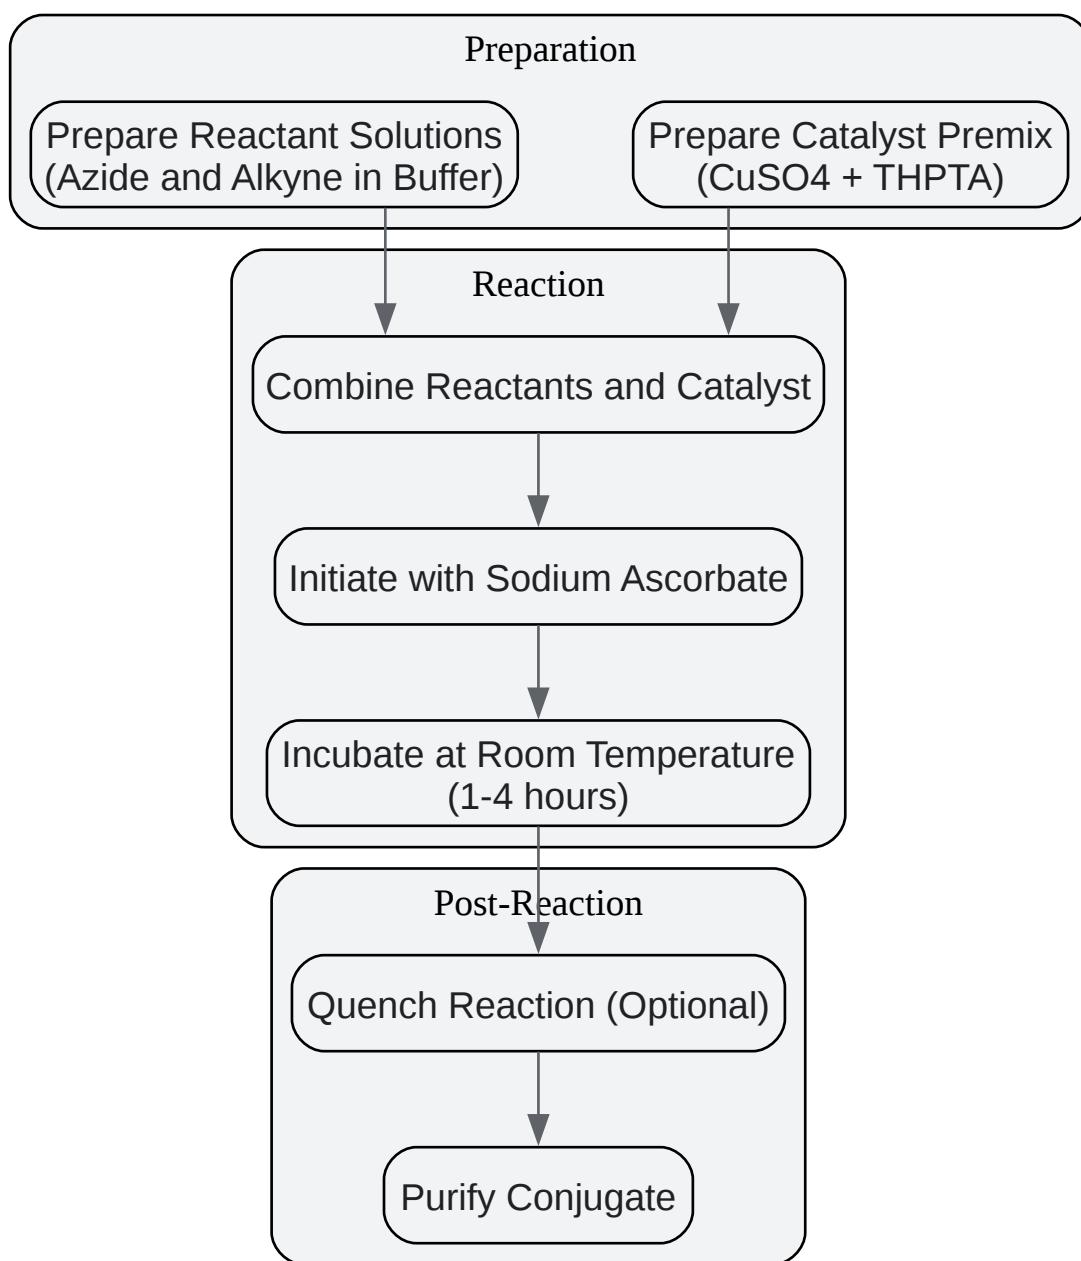 Preparation
Prepare Reactant Solutions
(Azide and Alkyne in Buffer)
Prepare Catalyst Premix
(CuSO4 + THPTA)
Reaction
Combine Reactants and Catalyst
Initiate with Sodium Ascorbate
Incubate at Room Temperature
(1-4 hours)
Post-Reaction
Quench Reaction (Optional)
Purify Conjugate